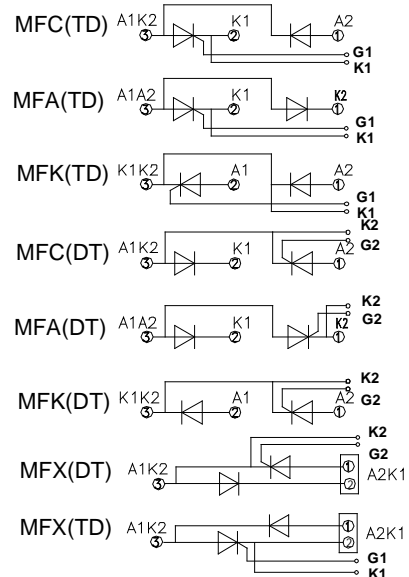 MFC(TD) A1K2 K1 A2
3 2 1
G1
K1
MFA(TD) A1A2 K1 K2
3 2 1
G1
K1
MFK(TD) K1K2 A1 A2
3 2 1
G1
K1
K2
MFC(DT) A1K2 K1 A2 G2
3 2 1
K2
MFA(DT) A1A2 K1 K2 G2
3 2 1
K2
MFK(DT) K1K2 A1 A2 G2
3 2 1
K2
G2
MFX(DT) A1K2 1 A2K1
3 2
MFX(TD) A1K2 1 A2K1
3 2
G1
K1